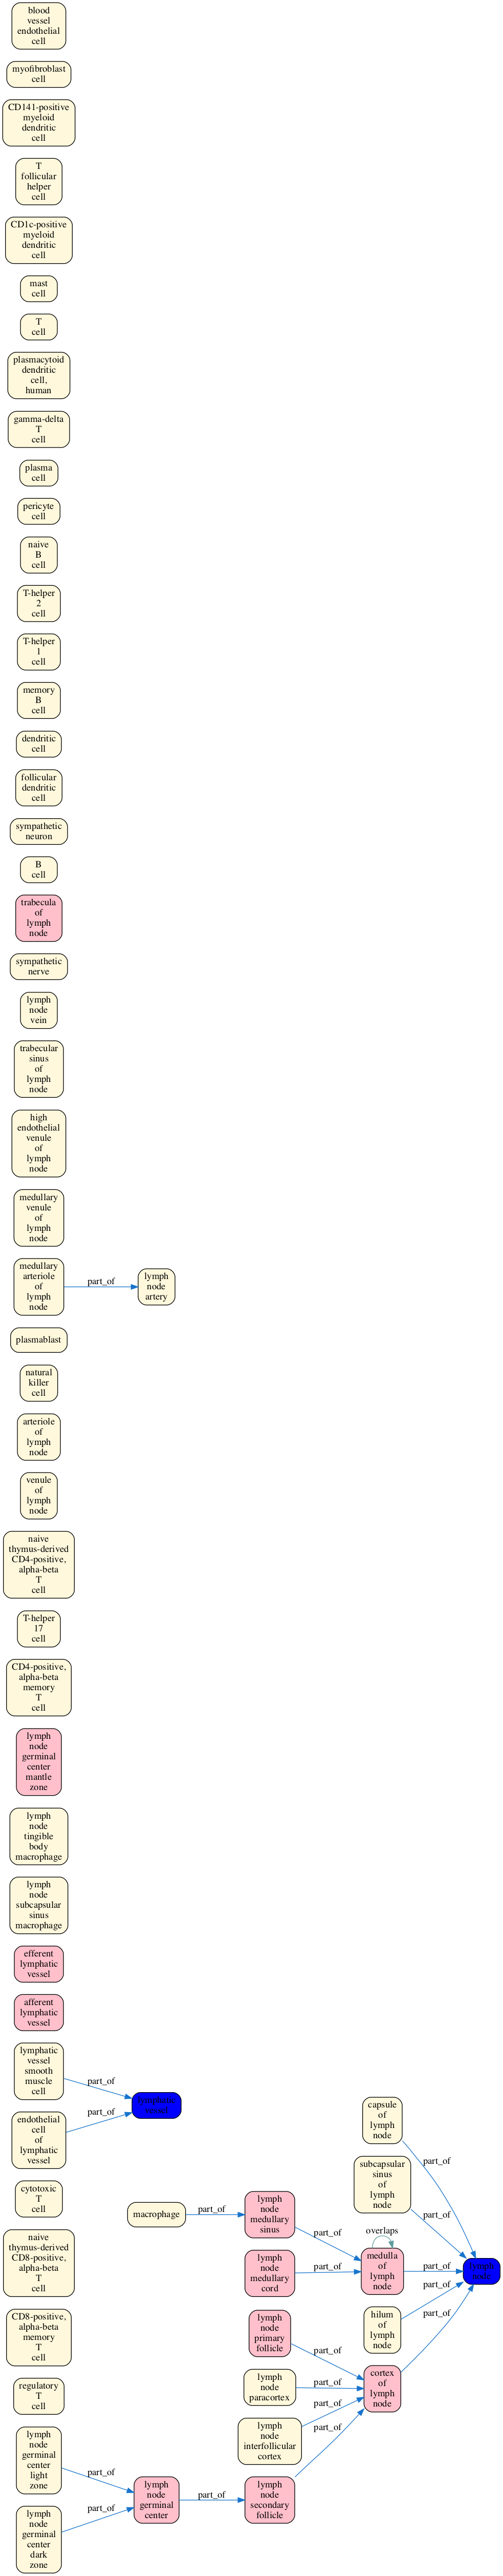 blood
vessel
endothelial
cell
myofibroblast
cell
CD141-positive
myeloid
dendritic
cell
T
follicular
helper
cell
CD1c-positive
myeloid
dendritic
cell
mast
cell
T
cell
plasmacytoid
dendritic
cell,
human
gamma-delta
T
cell
plasma
cell
pericyte
cell
naive
B
cell
T-helper
2
cell
T-helper
1
cell
memory
B
cell
dendritic
cell
follicular
dendritic
cell
sympathetic
neuron
B
cell
trabecula
of
lymph
node
sympathetic
nerve
lymph
node
vein
trabecular
sinus
of
lymph
node
high
endothelial
venule
of
lymph
node
medullary
venule
of
lymph
node
medullary
arteriole
of
lymph
node
part_of
lymph
node
artery
plasmablast
natural
killer
cell
arteriole
of
lymph
node
venule
of
lymph
node
naive
thymus-derived
CD4-positive,
alpha-beta
T
cell
T-helper
17
cell
CD4-positive,
alpha-beta
memory
T
cell
lymph
node
germinal
center
mantle
zone
lymph
node
tingible
body
macrophage
lymph
node
subcapsular
sinus
macrophage
efferent
lymphatic
vessel
afferent
lymphatic
vessel
lymphatic
vessel
smooth
muscle
cell
part_of
lymphatic
vessel
endothelial
cell
of
lymphatic
vessel
part_of
capsule
of
lymph
node
part_of
subcapsular
sinus
of
lymph
node
part_of
cytotoxic
T
cell
macrophage
part_of
lymph
node
medullary
sinus
part_of
overlaps
medulla
of
lymph
node
part_of
lymph
node
naive
thymus-derived
CD8-positive,
alpha-beta
T
cell
lymph
node
medullary
cord
part_of
hilum
of
lymph
node
part_of
CD8-positive,
alpha-beta
memory
T
cell
lymph
node
primary
follicle
part_of
cortex
of
lymph
node
part_of
regulatory
T
cell
lymph
node
paracortex
part_of
lymph
node
interfollicular
cortex
part_of
lymph
node
germinal
center
light
zone
part_of
lymph
node
germinal
center
part_of
lymph
node
secondary
follicle
part_of
lymph
node
germinal
center
dark
zone
part_of